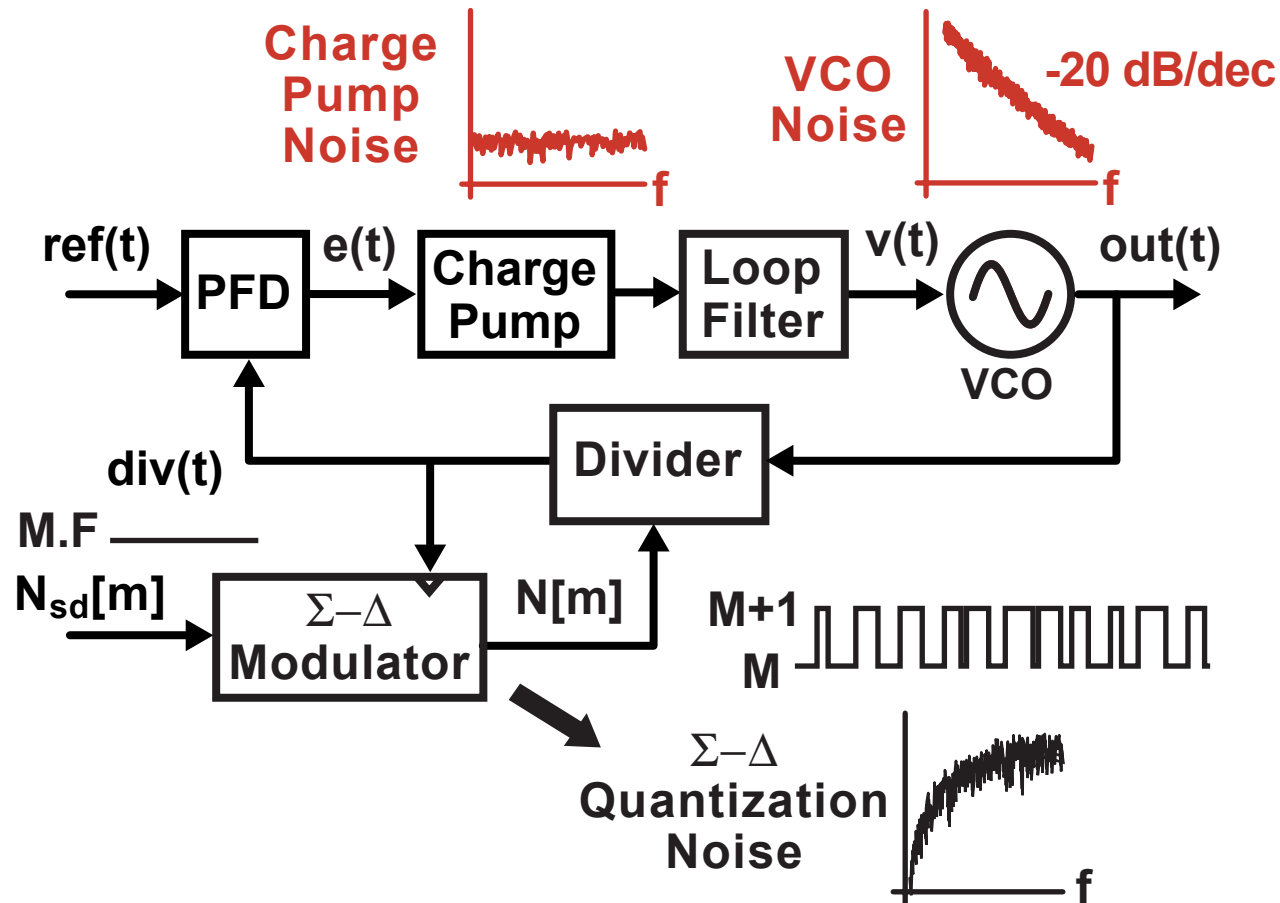 Charge
Pump
Noise
f
VCO
Noise
-20 dB/dec
f
ref(t)
PFD
e(t)
Charge
Pump
Loop
Filter
v(t)
out(t)
VCO
Divider
div(t)
M.F
N_sd[m]
Σ−Δ
Modulator
N[m]
M+1
M
Σ−Δ
Quantization
Noise
f